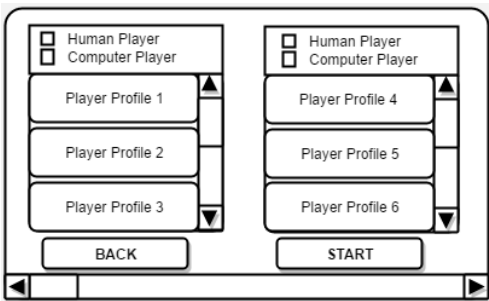 Human Player
Computer Player
Player Profile 1
Player Profile 2
Player Profile 3
BACK
Human Player
Computer Player
Player Profile 4
Player Profile 5
Player Profile 6
START